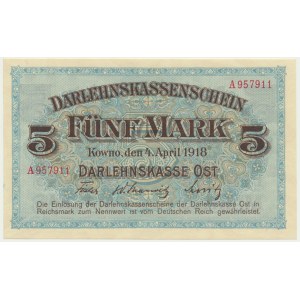 A 957911
DARLEHNSKASSENSCHEIN
5 FÜNF MARK 5
Kowno, den 4. April 1918
A 957911 DARLEHNSKASSE OST.
Die Einlösung der Darlehnskassenscheine der Darlehnskasse Ost in
Reichsmark zum Nennwert ist vom Deutschen Reich gewährleistet.